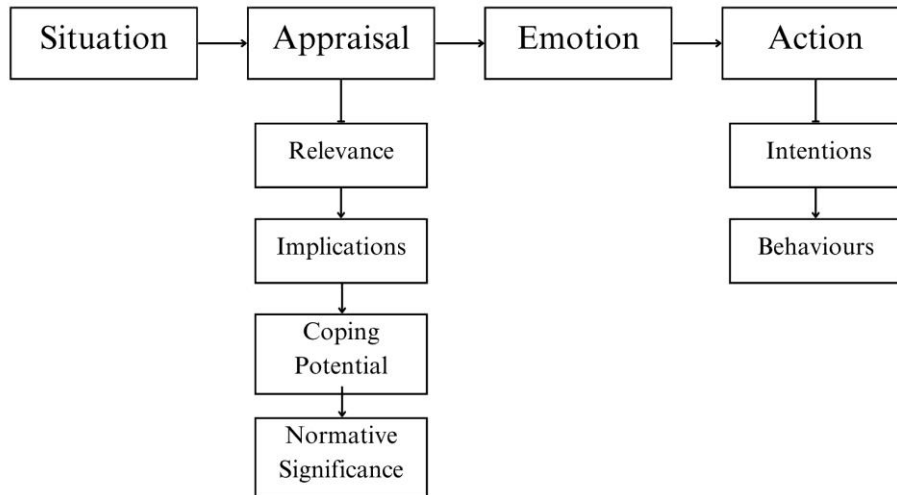 Situation
Appraisal
Emotion
Action
Relevance
Intentions
Implications
Behaviours
Coping
Potential
Normative
Significance